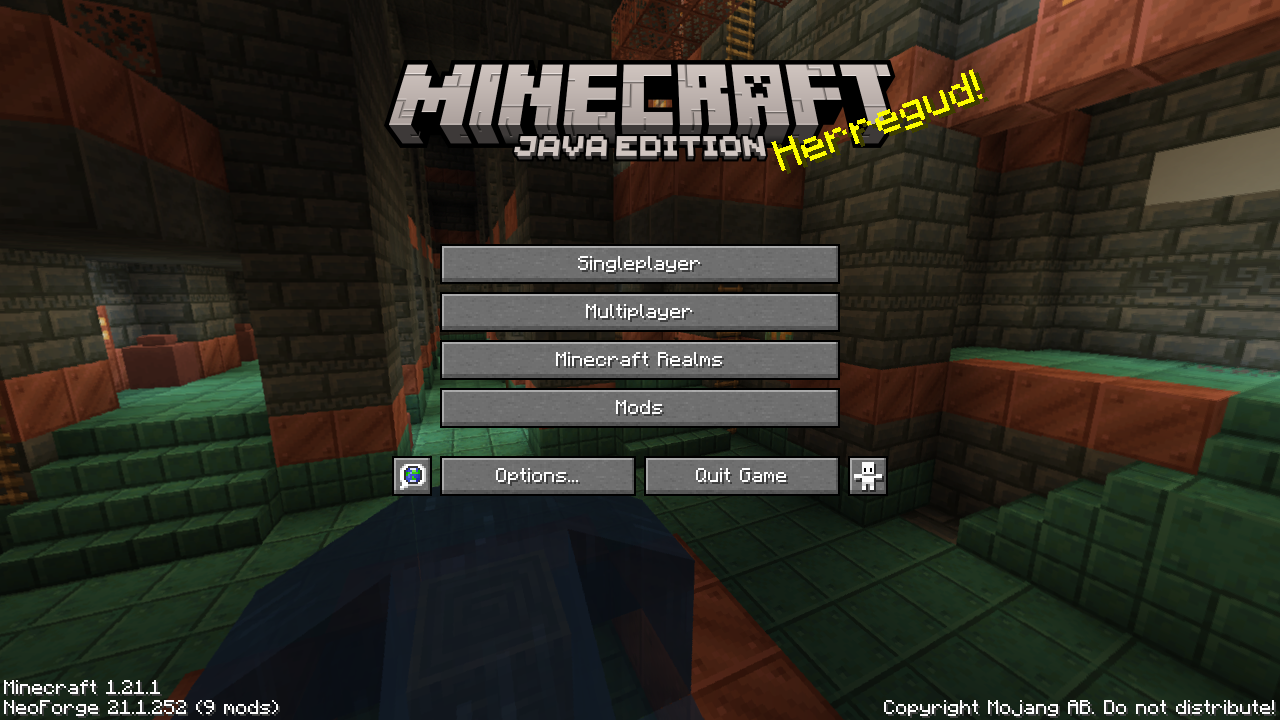 MINECRAFT
JAVA EDITION
Herregud!
Singleplayer
Multiplayer
Minecraft Realms
Mods
Options...
Quit Game
Minecraft 1.21.1
NeoForge 21.1.252 (9 mods)
Copyright Mojang AB. Do not distribute!